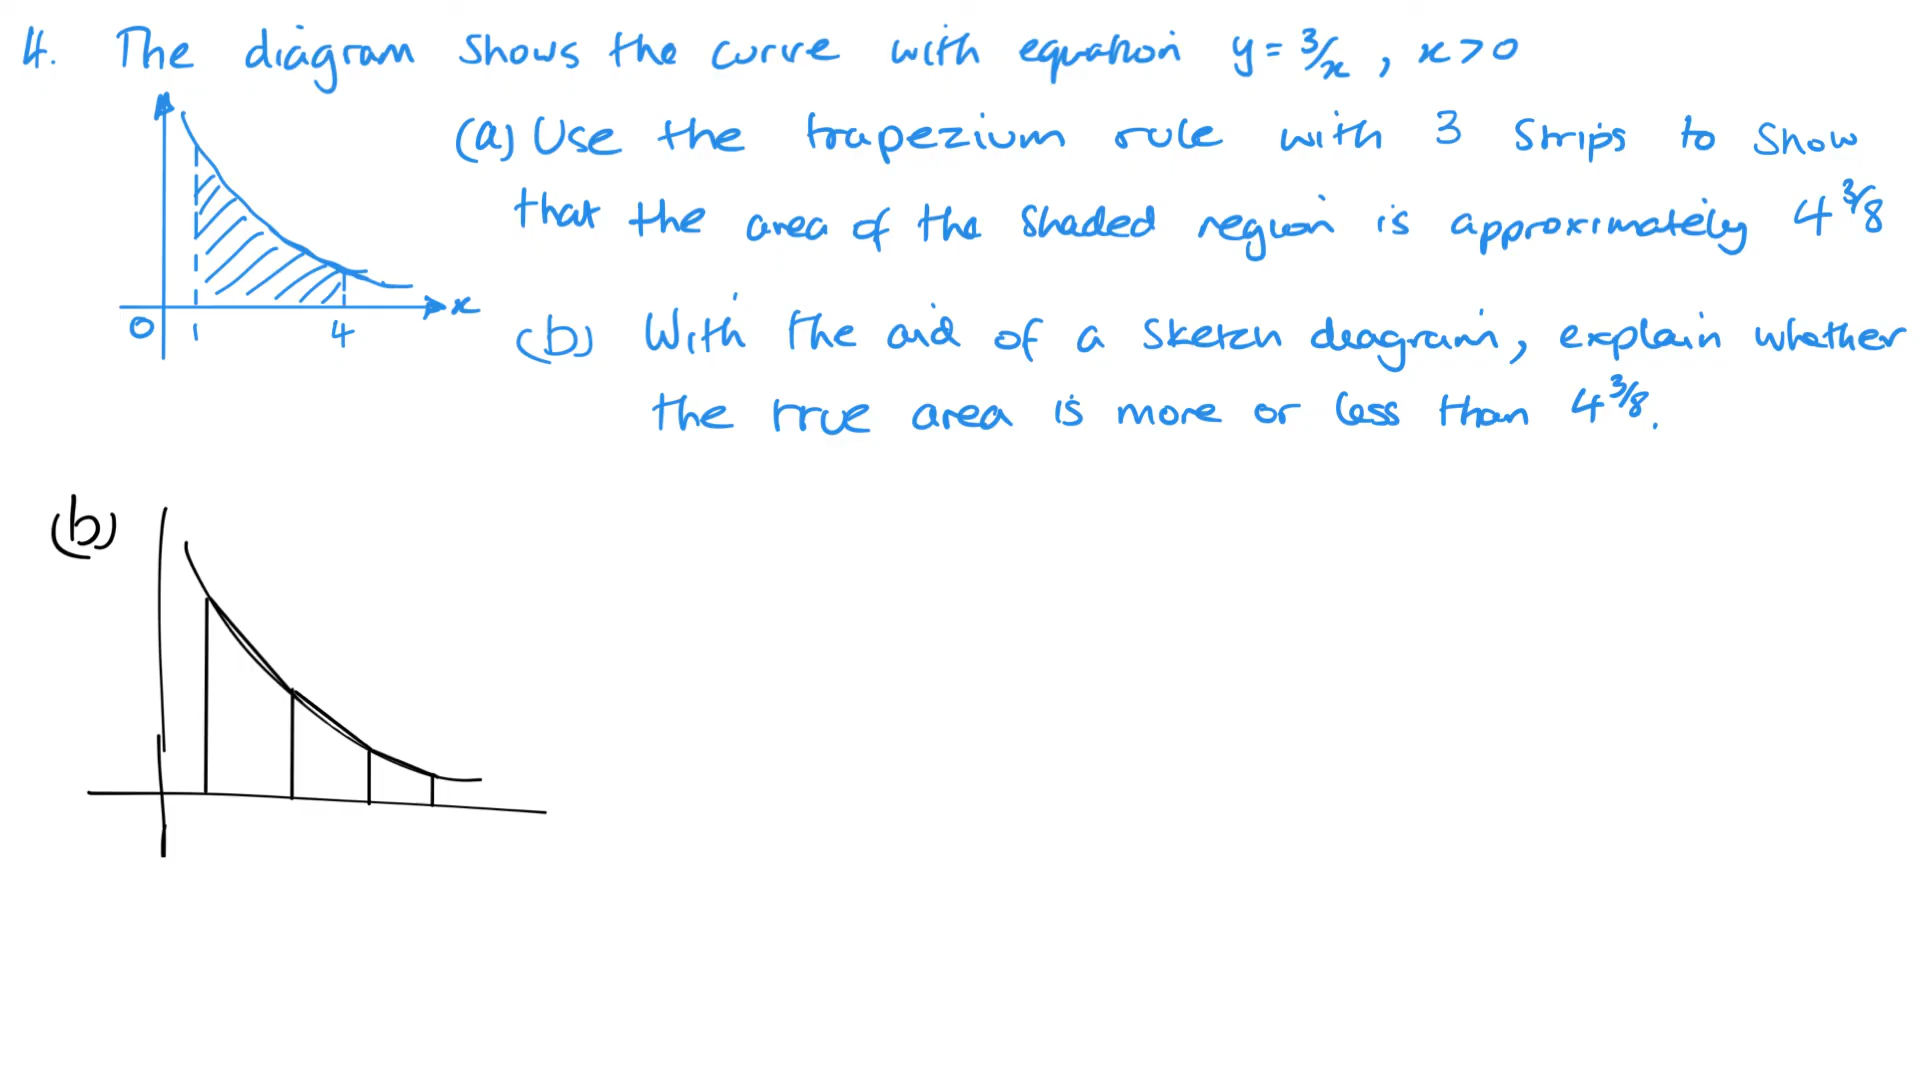 4. The diagram shows the curve with equation y = 3/x , x > 0
(a) Use the trapezium rule with 3 strips to show
that the area of the shaded region is approximately 4 3/8
0 1 4 x
(b) With the aid of a sketch diagram, explain whether
the true area is more or less than 4 3/8.
(b)